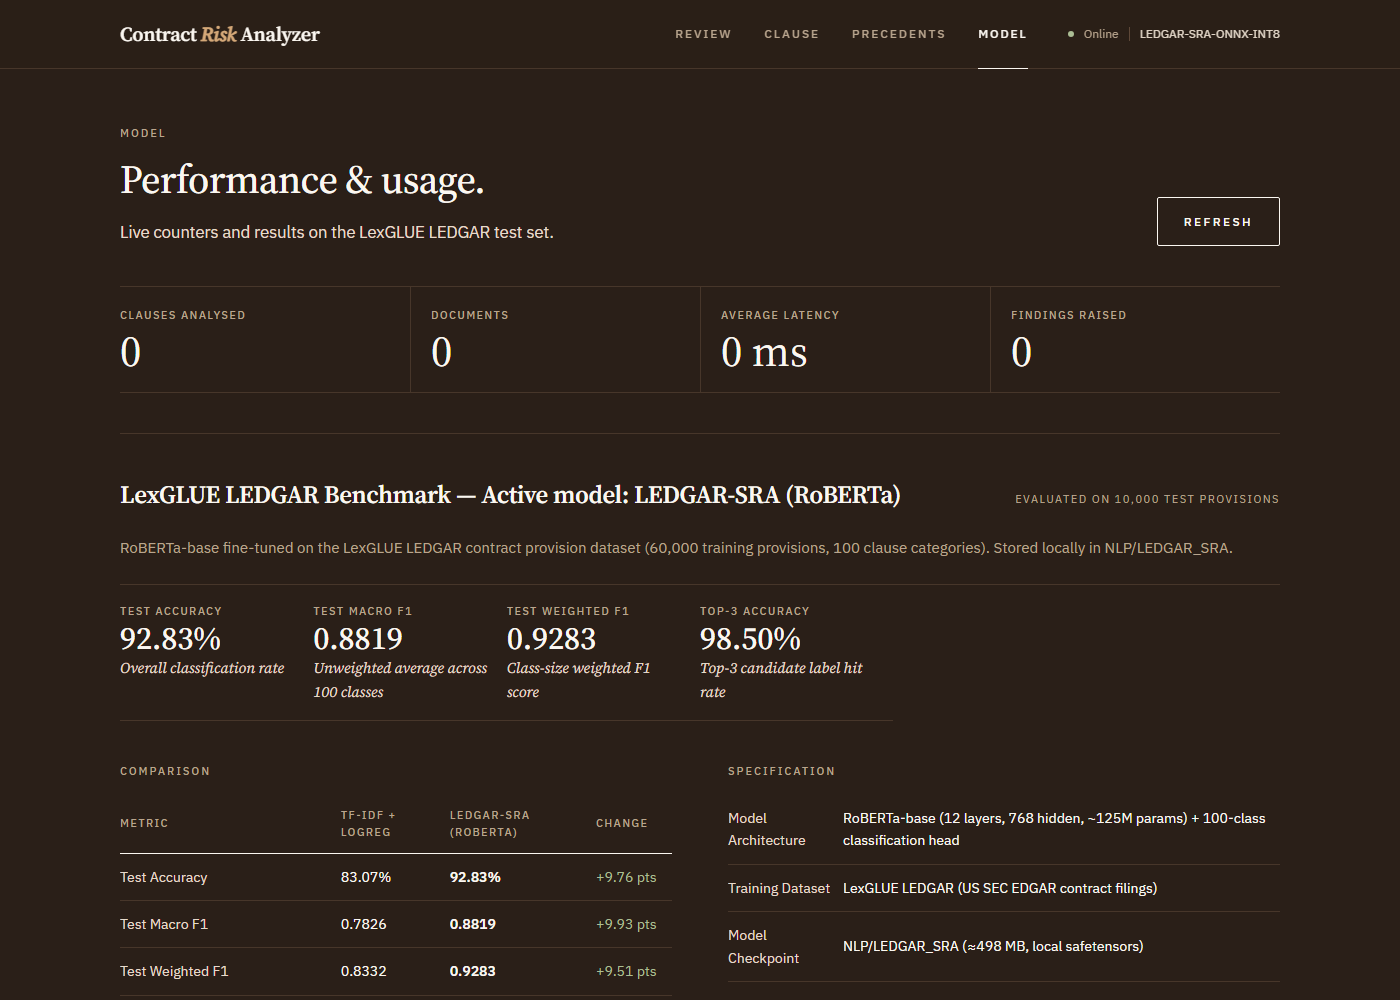 Contract Risk Analyzer
REVIEW CLAUSE PRECEDENTS MODEL Online LEDGAR-SRA-ONNX-INT8
MODEL
Performance & usage.
Live counters and results on the LexGLUE LEDGAR test set.
REFRESH
CLAUSES ANALYSED DOCUMENTS AVERAGE LATENCY FINDINGS RAISED
0 0 0 ms 0
LexGLUE LEDGAR Benchmark — Active model: LEDGAR-SRA (RoBERTa)
EVALUATED ON 10,000 TEST PROVISIONS
RoBERTa-base fine-tuned on the LexGLUE LEDGAR contract provision dataset (60,000 training provisions, 100 clause categories). Stored locally in NLP/LEDGAR_SRA.
TEST ACCURACY
92.83%
Overall classification rate
TEST MACRO F1
0.8819
Unweighted average across
100 classes
TEST WEIGHTED F1
0.9283
Class-size weighted F1
score
TOP-3 ACCURACY
98.50%
Top-3 candidate label hit
rate
COMPARISON
METRIC TF-IDF + LOGREG LEDGAR-SRA (ROBERTA) CHANGE
Test Accuracy 83.07% 92.83% +9.76 pts
Test Macro F1 0.7826 0.8819 +9.93 pts
Test Weighted F1 0.8332 0.9283 +9.51 pts
SPECIFICATION
Model
Architecture
RoBERTa-base (12 layers, 768 hidden, ~125M params) + 100-class
classification head
Training Dataset LexGLUE LEDGAR (US SEC EDGAR contract filings)
Model
Checkpoint
NLP/LEDGAR_SRA (≈498 MB, local safetensors)